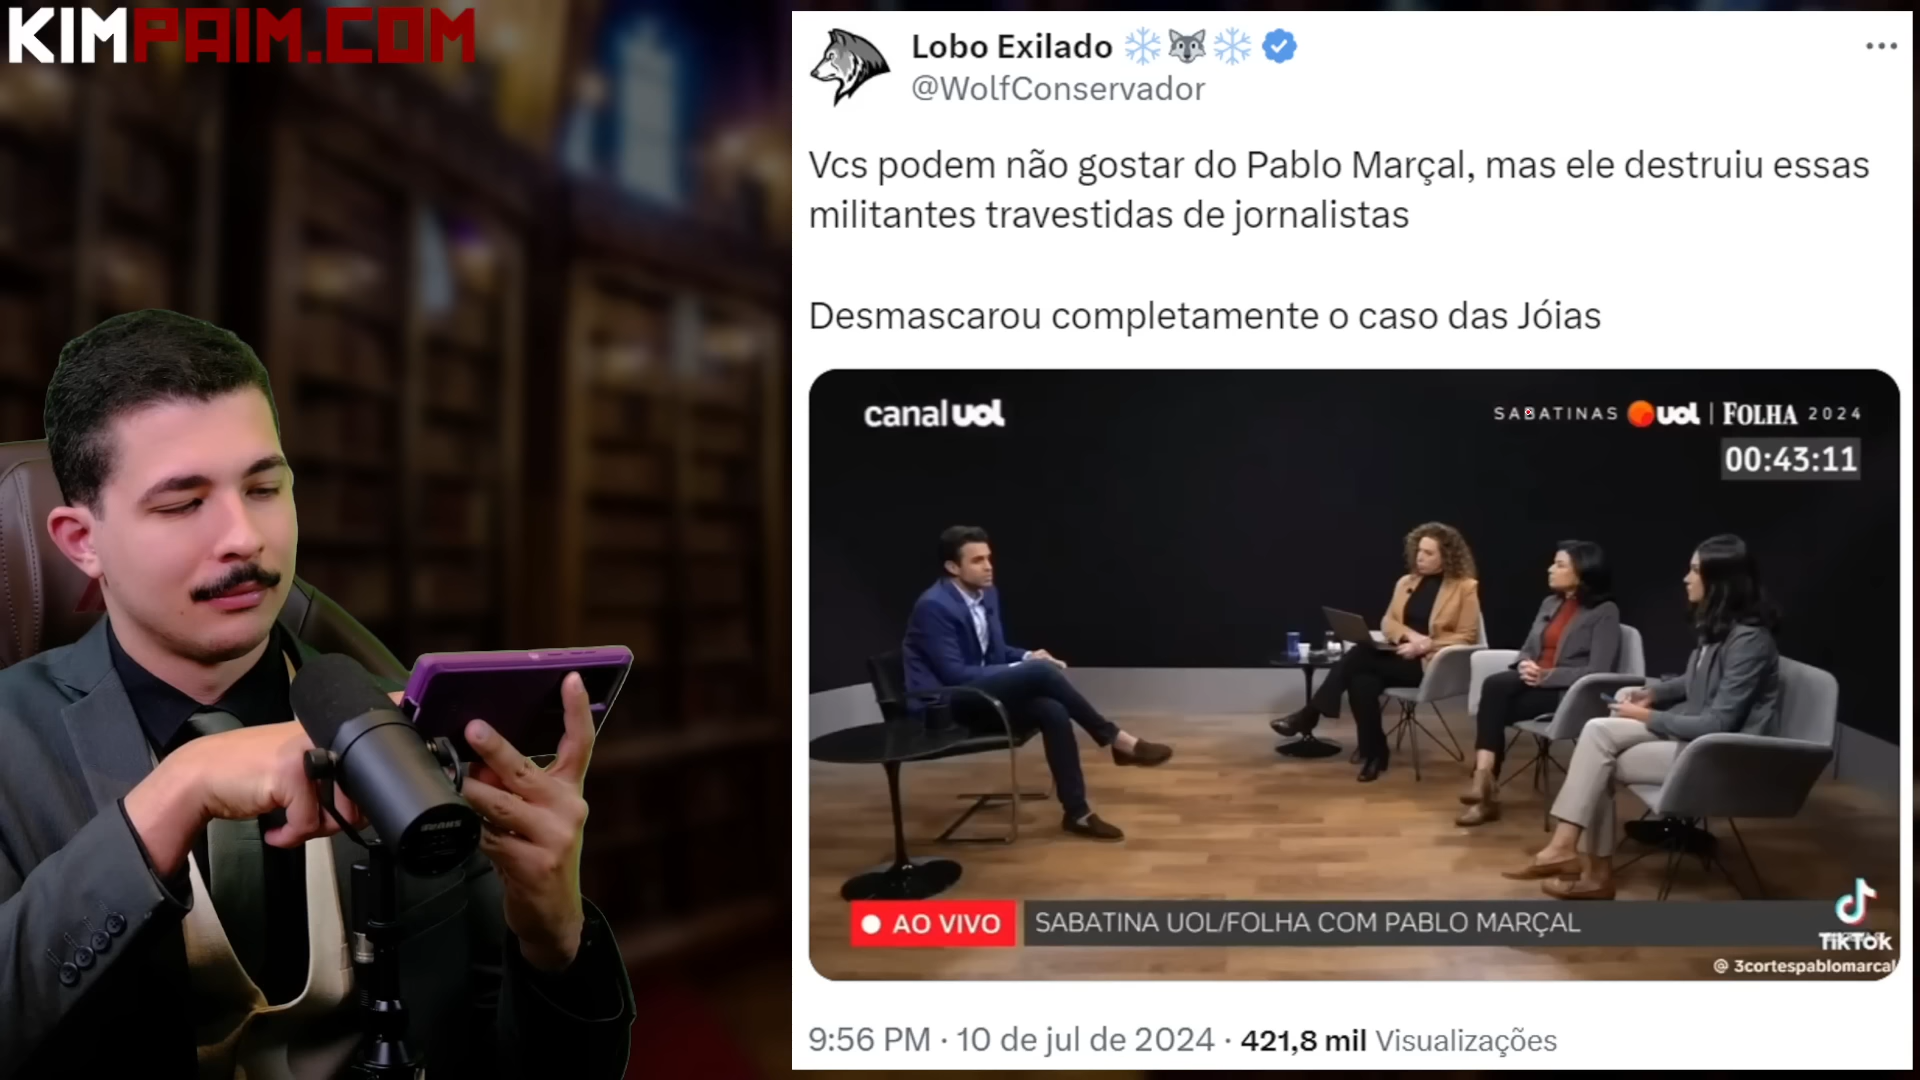 KIMPAIM.COM
Lobo Exilado ❄️🐺❄️
@WolfConservador
Vcs podem não gostar do Pablo Marçal, mas ele destruiu essas
militantes travestidas de jornalistas
Desmascarou completamente o caso das Jóias
canal uol
SABATINAS uol | FOLHA 2024
00:43:11
AO VIVO
SABATINA UOL/FOLHA COM PABLO MARÇAL
TikTok
@ 3cortespablomarcal
SHURE
9:56 PM · 10 de jul de 2024 · 421,8 mil Visualizações